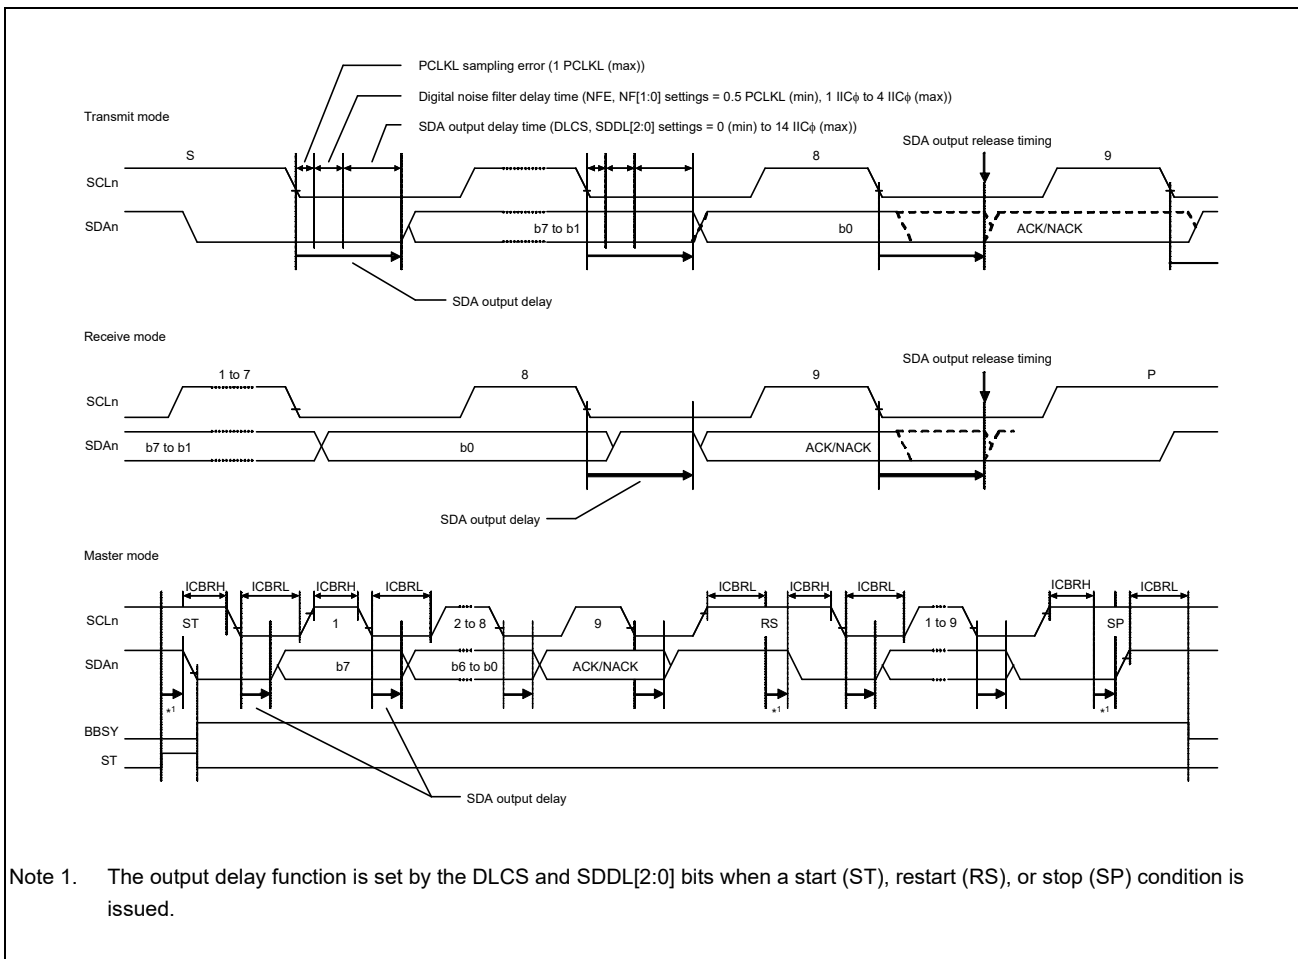 PCLKL sampling error (1 PCLKL (max))
Digital noise filter delay time (NFE, NF[1:0] settings = 0.5 PCLKL (min), 1 IICϕ to 4 IICϕ (max))
Transmit mode
SDA output delay time (DLCS, SDDL[2:0] settings = 0 (min) to 14 IICϕ (max))
SDA output release timing
S
8
9
SCLn
SDAn
b7 to b1
b0
ACK/NACK
SDA output delay
Receive mode
SDA output release timing
1 to 7
8
9
P
SCLn
SDAn
b7 to b1
b0
ACK/NACK
SDA output delay
Master mode
ICBRH
ICBRL
ICBRH
ICBRL
ICBRL
ICBRH
ICBRL
ICBRH
ICBRL
SCLn
ST
1
2 to 8
9
RS
1 to 9
SP
SDAn
b7
b6 to b0
ACK/NACK
*1
*1
*1
BBSY
ST
SDA output delay
Note 1. The output delay function is set by the DLCS and SDDL[2:0] bits when a start (ST), restart (RS), or stop (SP) condition is
issued.